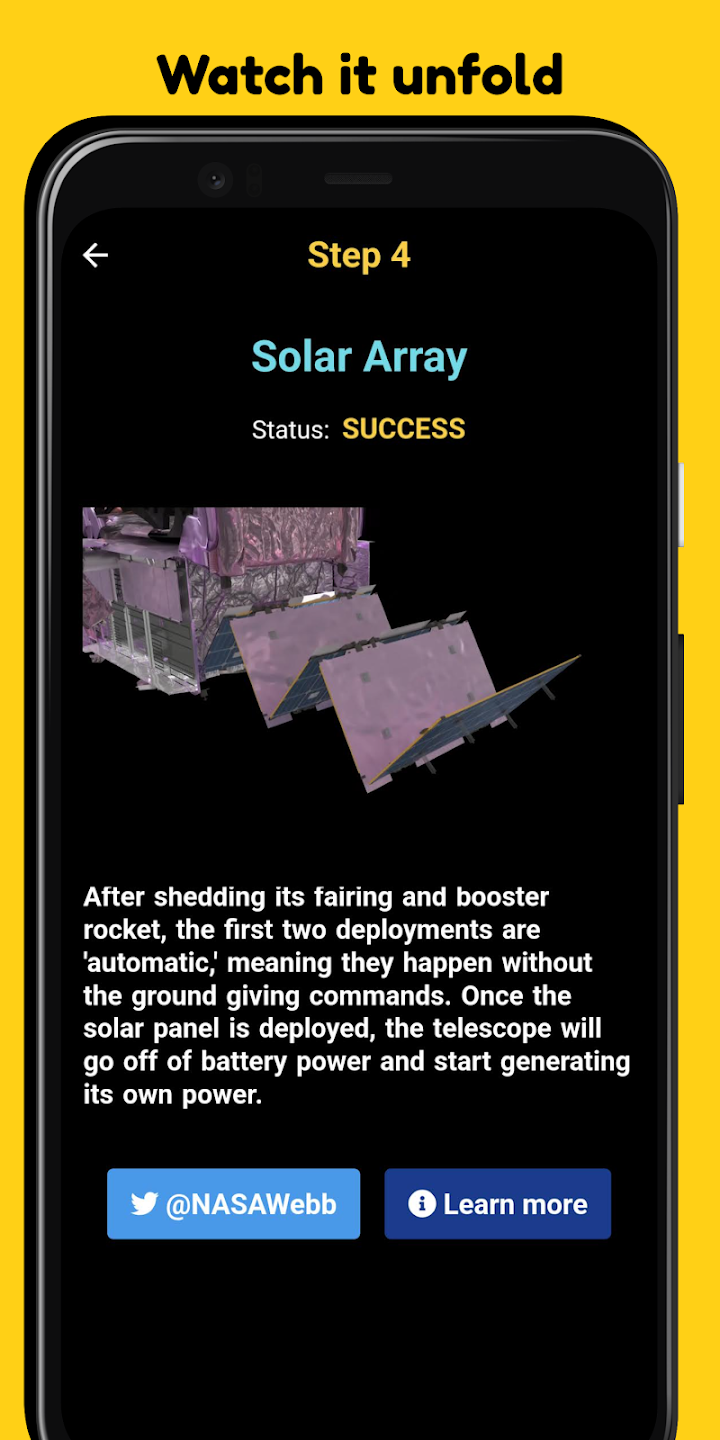 Watch it unfold
Step 4
Solar Array
Status: SUCCESS
After shedding its fairing and booster
rocket, the first two deployments are
'automatic,' meaning they happen without
the ground giving commands. Once the
solar panel is deployed, the telescope will
go off of battery power and start generating
its own power.
@NASAWebb
Learn more